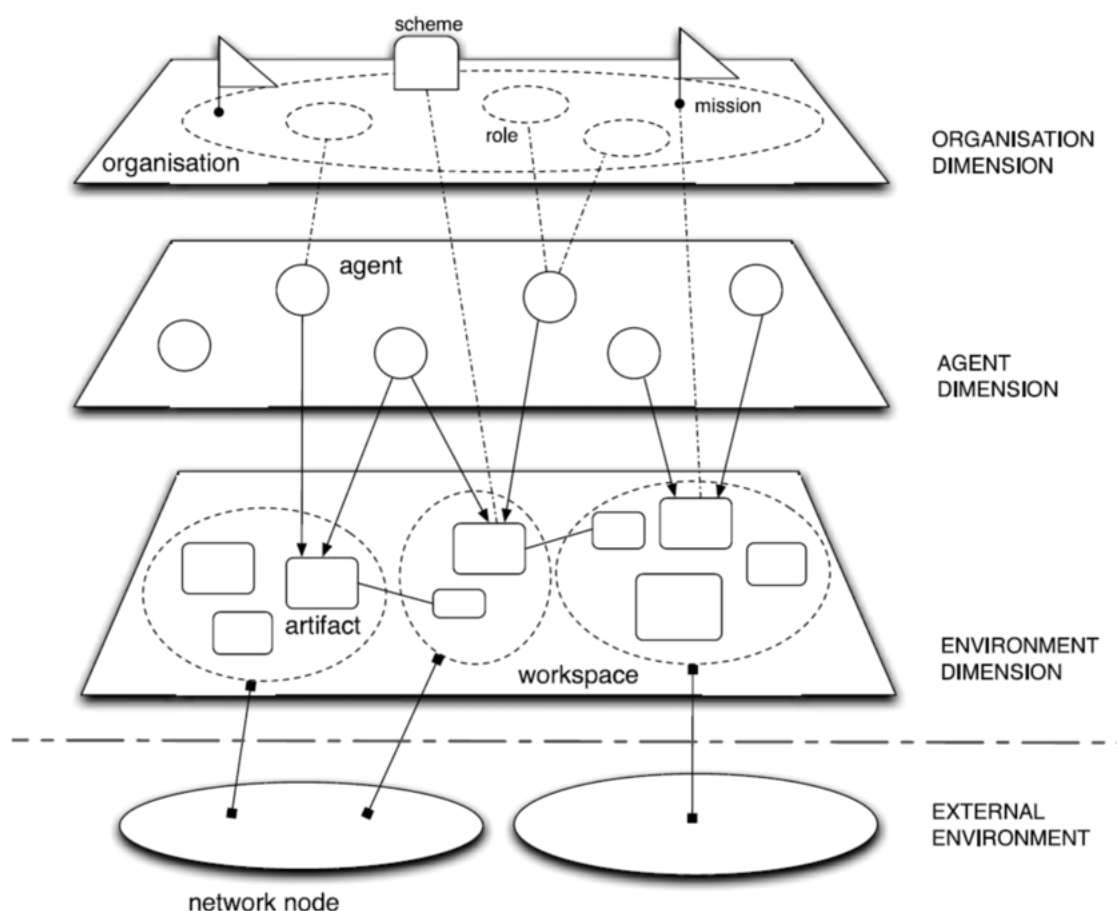 scheme
mission
role
organisation
ORGANISATION
DIMENSION
agent
AGENT
DIMENSION
artifact
workspace
ENVIRONMENT
DIMENSION
EXTERNAL
ENVIRONMENT
network node